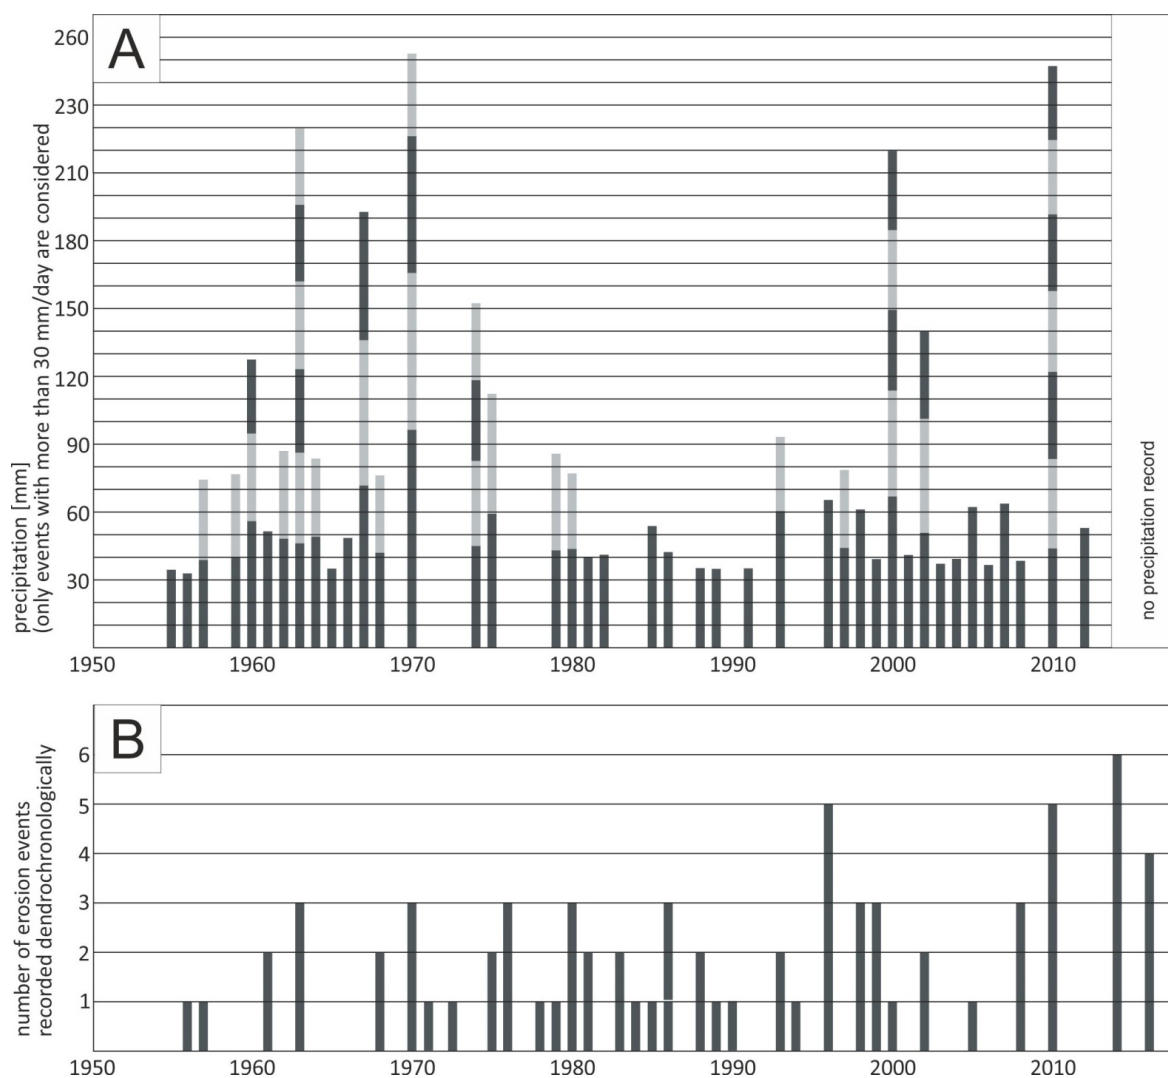 A
260
230
210
180
150
120
90
60
30
precipitation [mm]
(only events with more than 30 mm/day are considered
no precipitation record
1950 1960 1970 1980 1990 2000 2010
B
6
5
4
3
2
1
number of erosion events
recorded dendrochronologically
1950 1960 1970 1980 1990 2000 2010